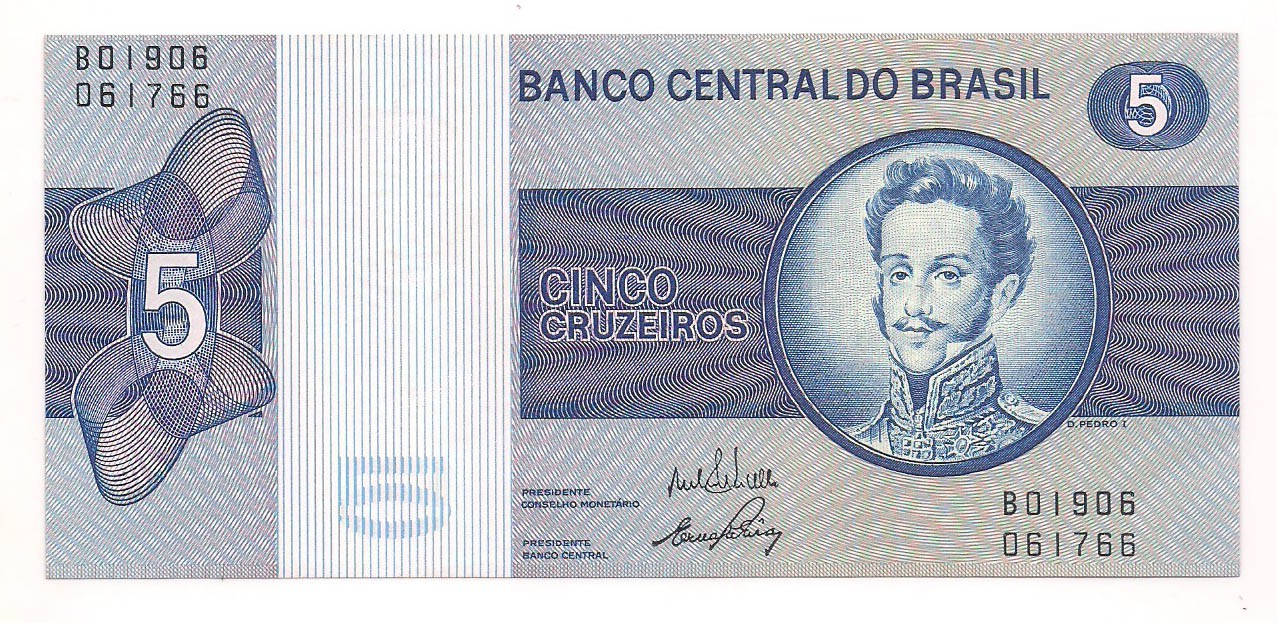 B01906
061766
BANCO CENTRAL DO BRASIL
5
5
CINCO
CRUZEIROS
D. PEDRO I
5
PRESIDENTE
CONSELHO MONETÁRIO
PRESIDENTE
BANCO CENTRAL
B01906
061766